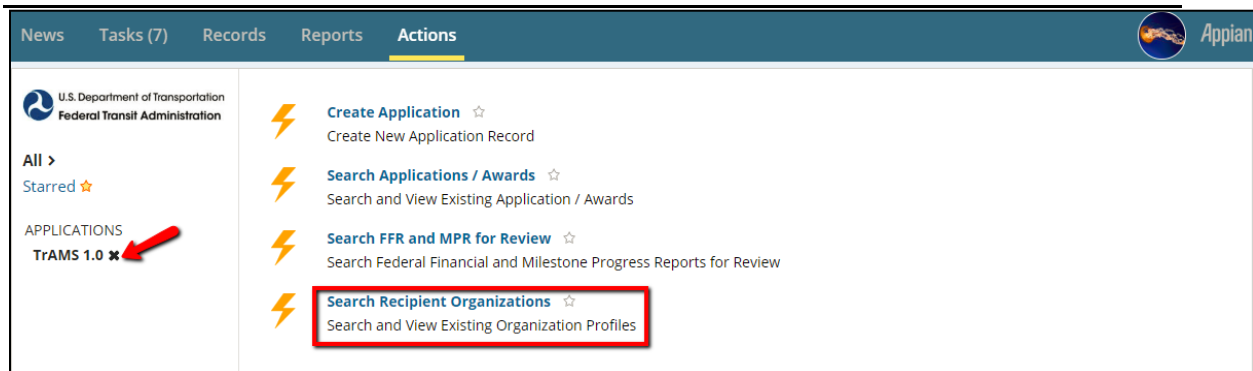 News Tasks (7) Records Reports Actions Appian
U.S. Department of Transportation
Federal Transit Administration
All >
Starred
APPLICATIONS
TrAMS 1.0 ✖
Create Application
Create New Application Record
Search Applications / Awards
Search and View Existing Application / Awards
Search FFR and MPR for Review
Search Federal Financial and Milestone Progress Reports for Review
Search Recipient Organizations
Search and View Existing Organization Profiles